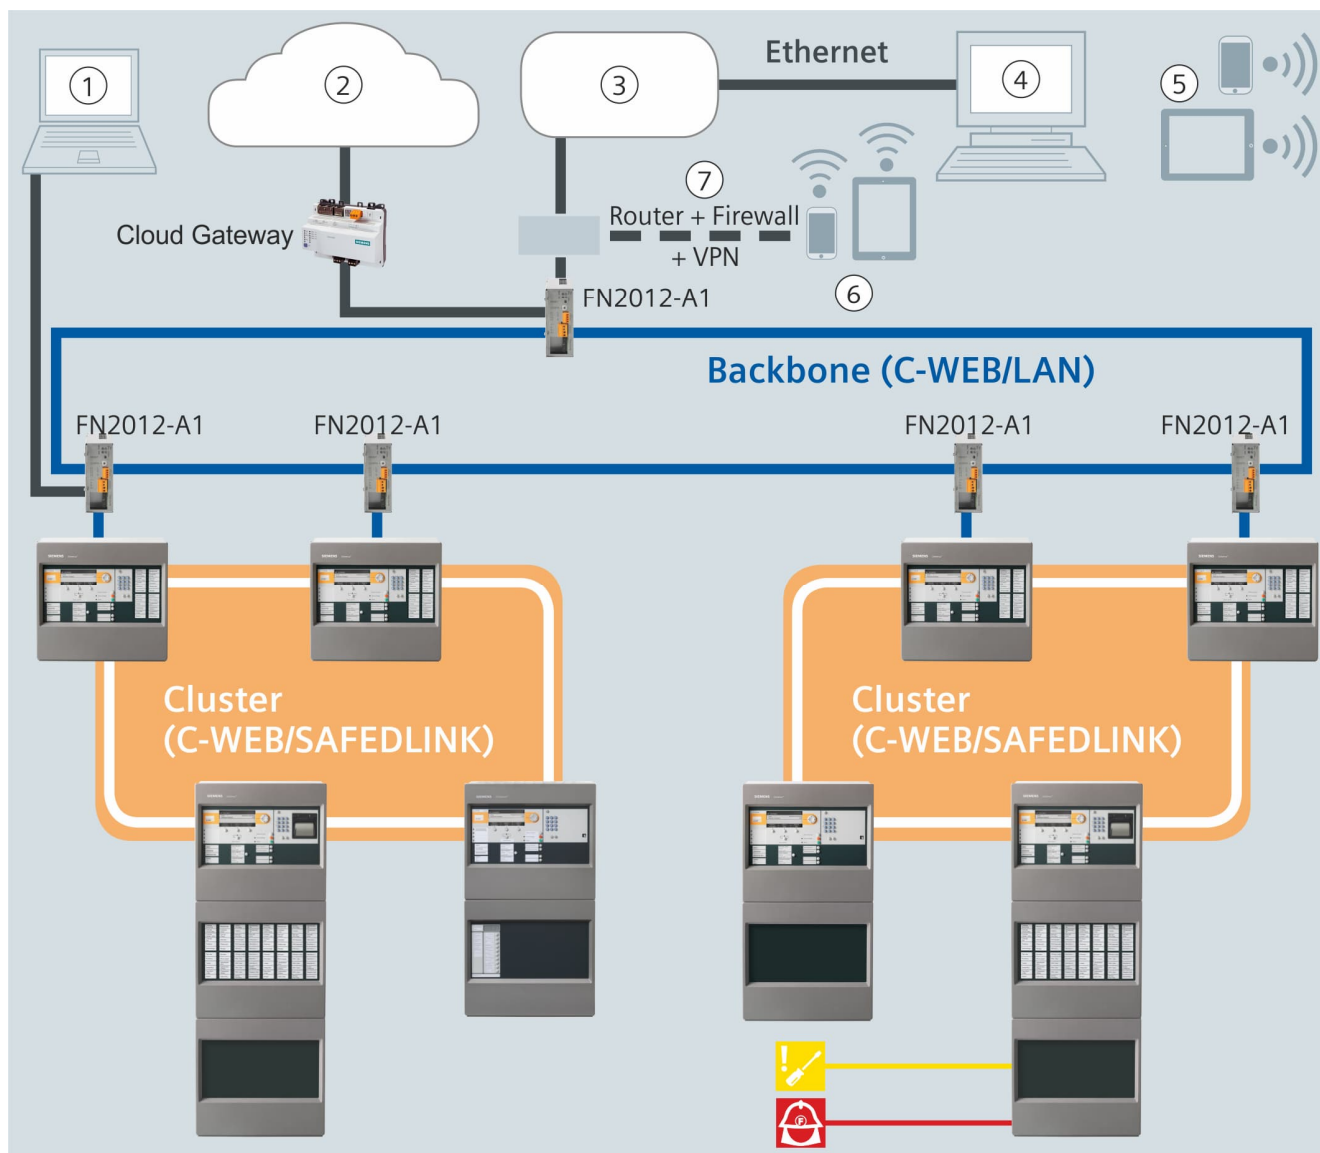 Ethernet
1
2
3
4
5
7
Router + Firewall
+ VPN
Cloud Gateway
6
FN2012-A1
Backbone (C-WEB/LAN)
FN2012-A1
FN2012-A1
FN2012-A1
FN2012-A1
Cluster
(C-WEB/SAFEDLINK)
Cluster
(C-WEB/SAFEDLINK)
F